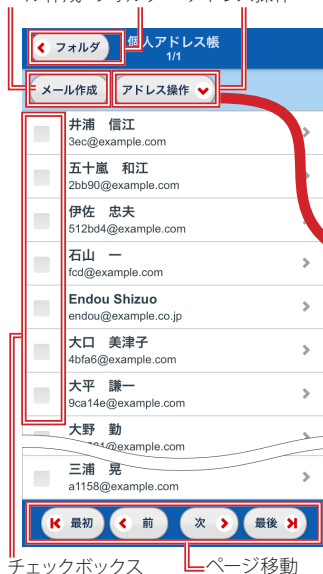 フォルダ
個人アドレス帳
1/1
メール作成
アドレス操作
井浦 信江
3ec@example.com
五十嵐 和江
2bb90@example.com
伊佐 忠夫
512bd4@example.com
石山 一
fcd@example.com
Endou Shizuo
endou@example.co.jp
大口 美津子
4bfa6@example.com
大平 謙一
9ca14e@example.com
大野 勤
@example.com
三浦 晃
a1158@example.com
最初
前
次
最後
チェックボックス
ページ移動